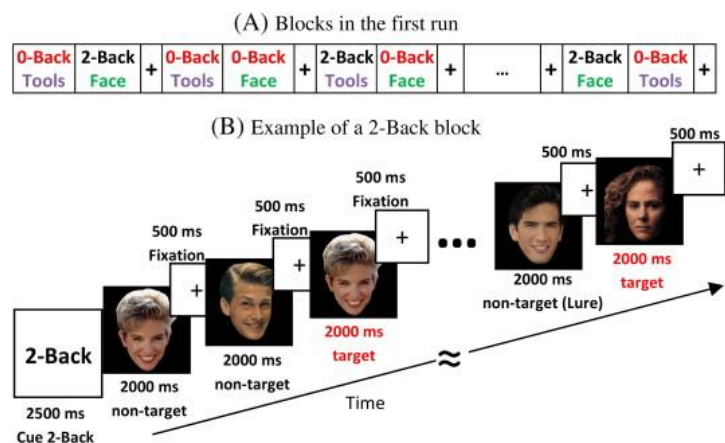 (A) Blocks in the first run
0-Back 2-Back + 0-Back 0-Back + 2-Back 0-Back + ... + 2-Back 0-Back +
Tools Face Tools Face Tools Face Face Tools
(B) Example of a 2-Back block
500 ms
500 ms
500 ms
Fixation
+
500 ms
Fixation
+
500 ms
Fixation
+
+
+
...
2-Back
2000 ms
target
2000 ms
non-target (Lure)
2000 ms
target
2000 ms
non-target
2000 ms
non-target
≈
Time
2500 ms
Cue 2-Back